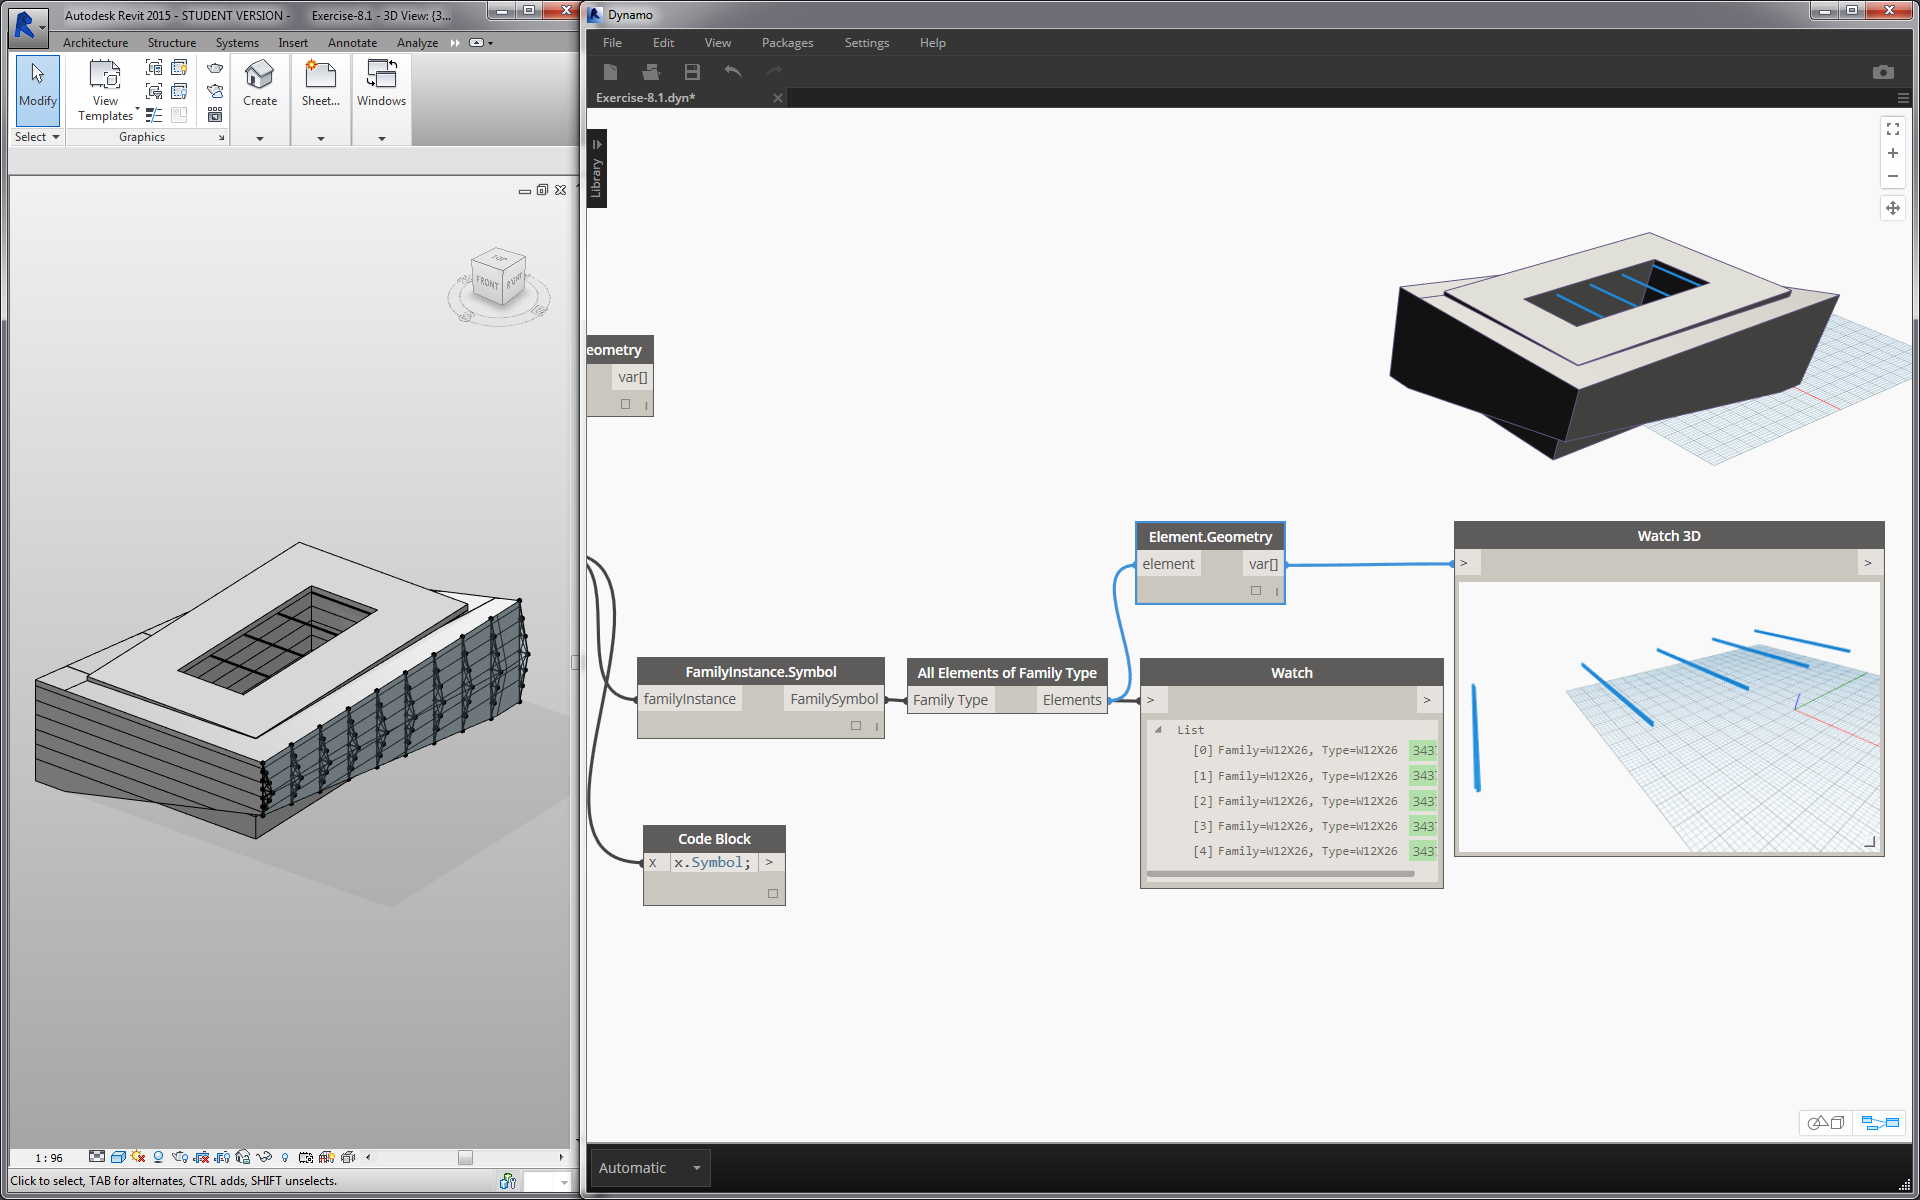 Autodesk Revit 2015 - STUDENT VERSION - Exercise-8.1 - 3D View: {3...
Architecture Structure Systems Insert Annotate Analyze
Modify
View
Templates
Create
Sheet...
Windows
Select
Graphics
TOP
FRONT
RIGHT
1 : 96
Click to select, TAB for alternates, CTRL adds, SHIFT unselects.
Dynamo
File Edit View Packages Settings Help
Exercise-8.1.dyn*
Library
eometry
var[]
Element.Geometry
element var[]
Watch 3D
> >
FamilyInstance.Symbol
familyInstance FamilySymbol
All Elements of Family Type
Family Type Elements
Watch
> >
List
[0] Family=W12X26, Type=W12X26 343
[1] Family=W12X26, Type=W12X26 343
[2] Family=W12X26, Type=W12X26 343
[3] Family=W12X26, Type=W12X26 343
[4] Family=W12X26, Type=W12X26 343
Code Block
x x.Symbol; >
Automatic